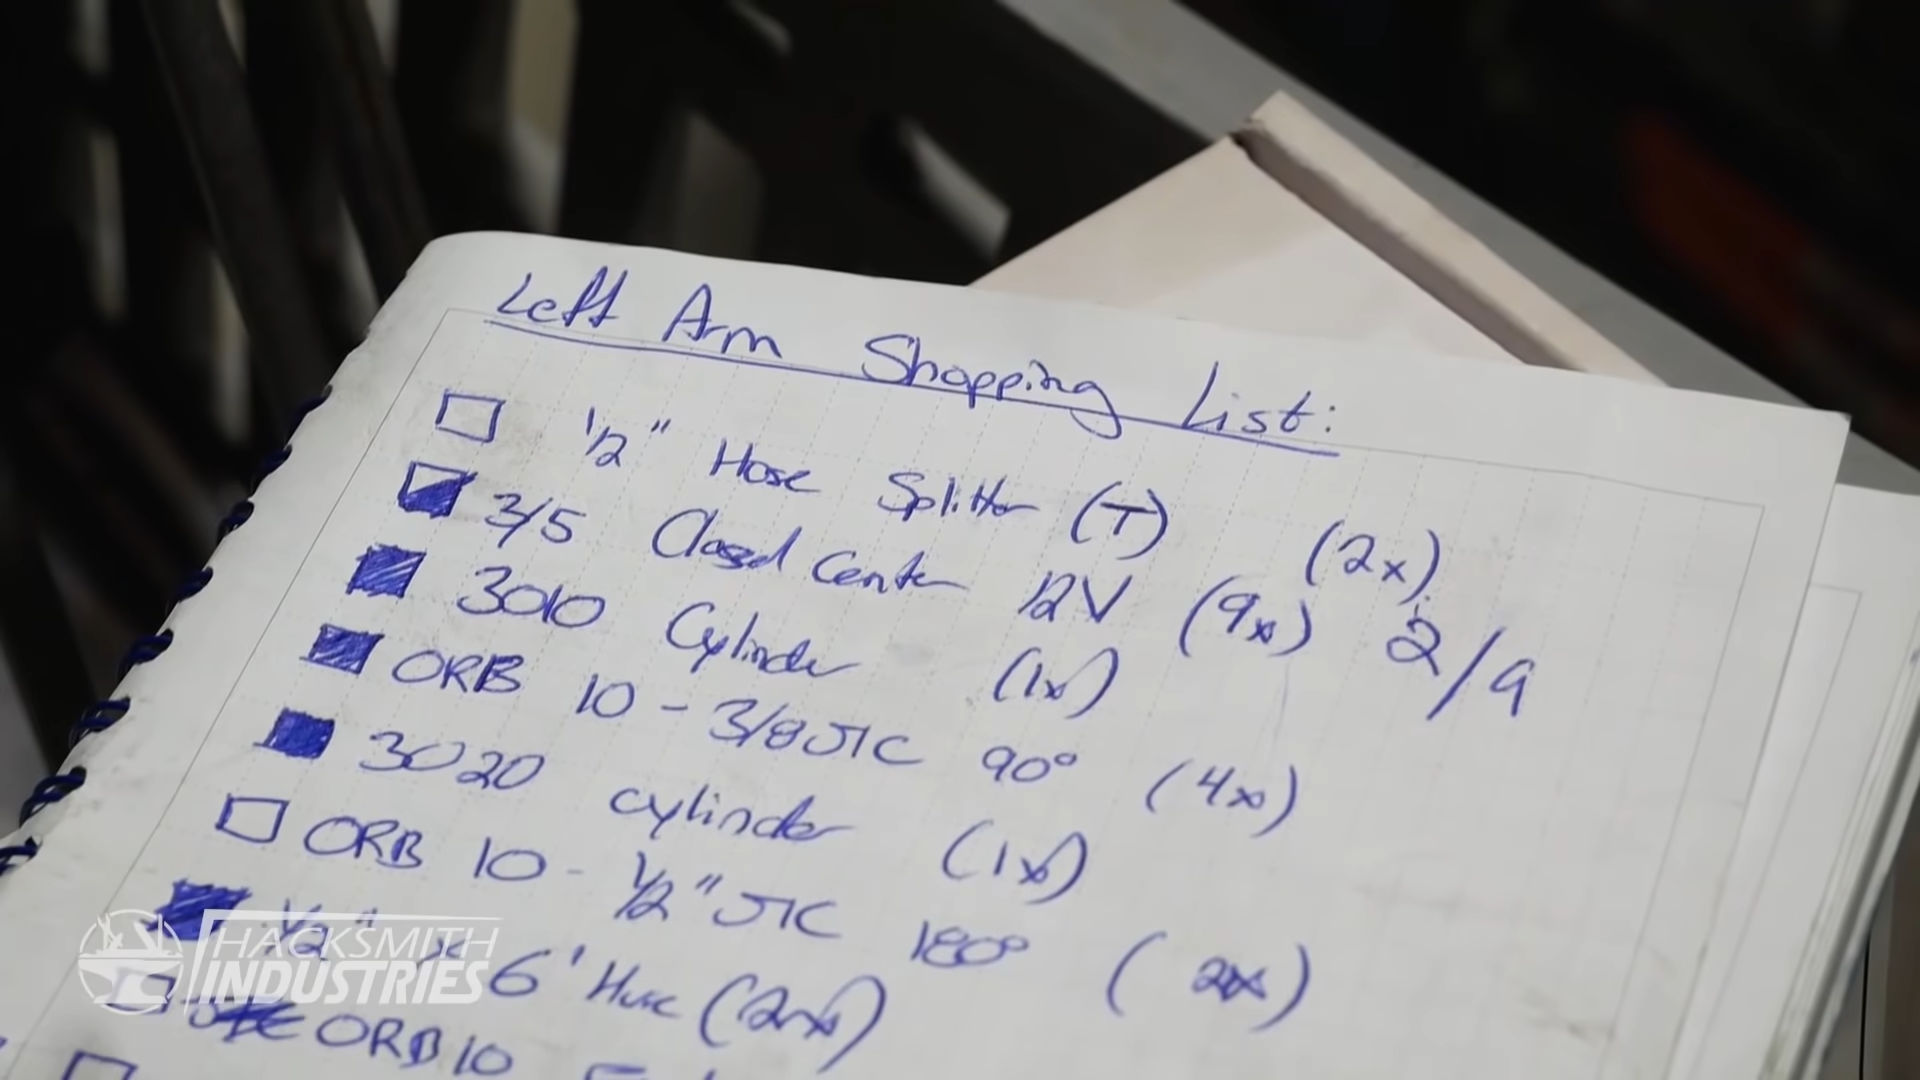 Left Arm Shopping List:
1/2" Hose Splitter (T) (2x)
3/5 Closed Center 12V (9x) 2/9
3010 Cylinder (1x)
ORB 10 - 3/8 JIC 90° (4x)
3020 cylinder (1x)
ORB 10 - 1/2" JIC 180° (2x)
1/2" x 6' Hose (2x)
ORB 10
HACKSMITH
INDUSTRIES